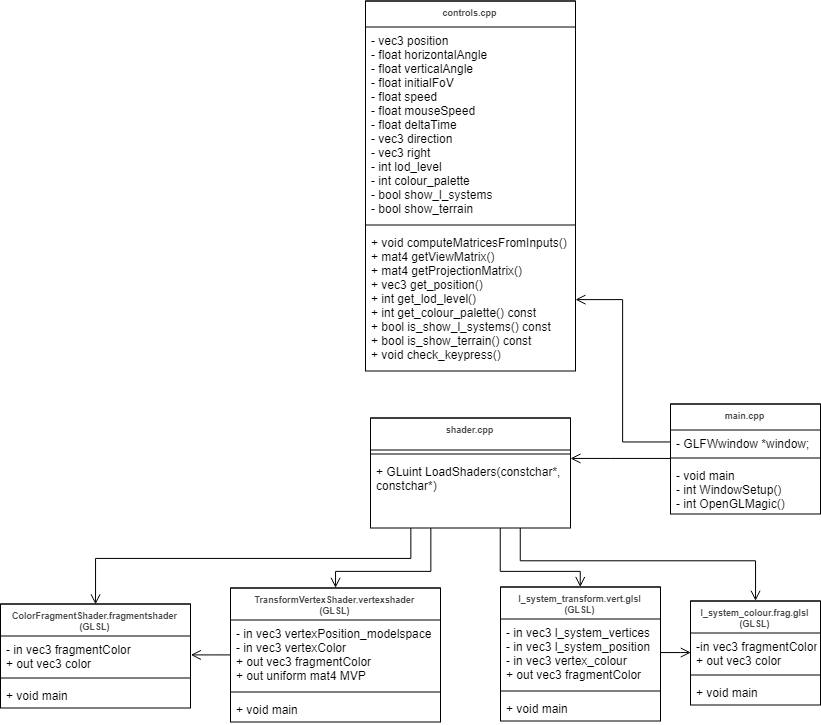 controls.cpp
- vec3 position
- float horizontalAngle
- float verticalAngle
- float initialFoV
- float speed
- float mouseSpeed
- float deltaTime
- vec3 direction
- vec3 right
- int lod_level
- int colour_palette
- bool show_l_systems
- bool show_terrain
+ void computeMatricesFromInputs()
+ mat4 getViewMatrix()
+ mat4 getProjectionMatrix()
+ vec3 get_position()
+ int get_lod_level()
+ int get_colour_palette() const
+ bool is_show_l_systems() const
+ bool is_show_terrain() const
+ void check_keypress()
main.cpp
- GLFWwindow *window;
- void main
- int WindowSetup()
- int OpenGLMagic()
shader.cpp
+ GLuint LoadShaders(constchar*,
constchar*)
ColorFragmentShader.fragmentshader
(GLSL)
- in vec3 fragmentColor
+ out vec3 color
+ void main
TransformVertexShader.vertexshader
(GLSL)
- in vec3 vertexPosition_modelspace
- in vec3 vertexColor
+ out vec3 fragmentColor
+ out uniform mat4 MVP
+ void main
l_system_transform.vert.glsl
(GLSL)
- in vec3 l_system_vertices
- in vec3 l_system_position
- in vec3 vertex_colour
+ out vec3 fragmentColor
+ void main
l_system_colour.frag.glsl
(GLSL)
-in vec3 fragmentColor
+ out vec3 color
+ void main